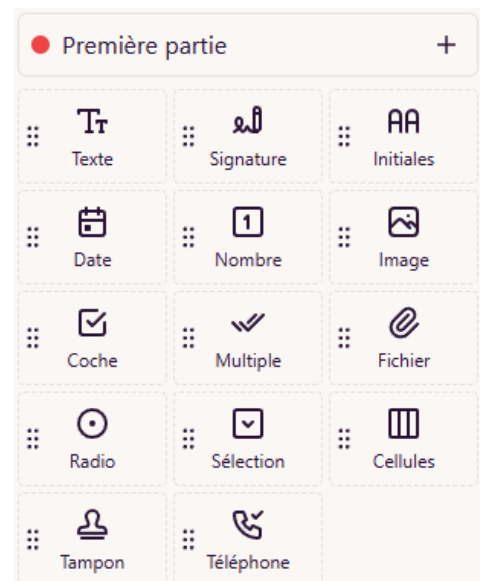 Première partie
Texte
Signature
Initiales
Date
Nombre
Image
Coche
Multiple
Fichier
Radio
Sélection
Cellules
Tampon
Téléphone